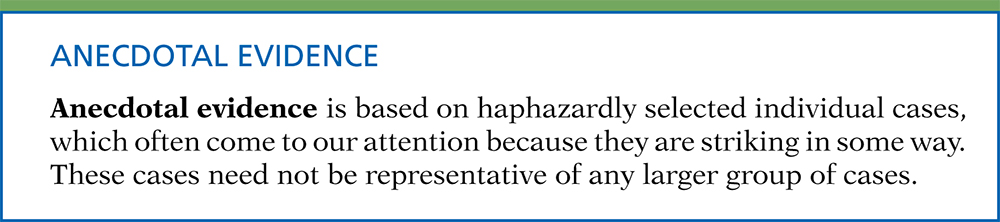 ANECDOTAL EVIDENCE
Anecdotal evidence is based on haphazardly selected individual cases,
which often come to our attention because they are striking in some way.
These cases need not be representative of any larger group of cases.